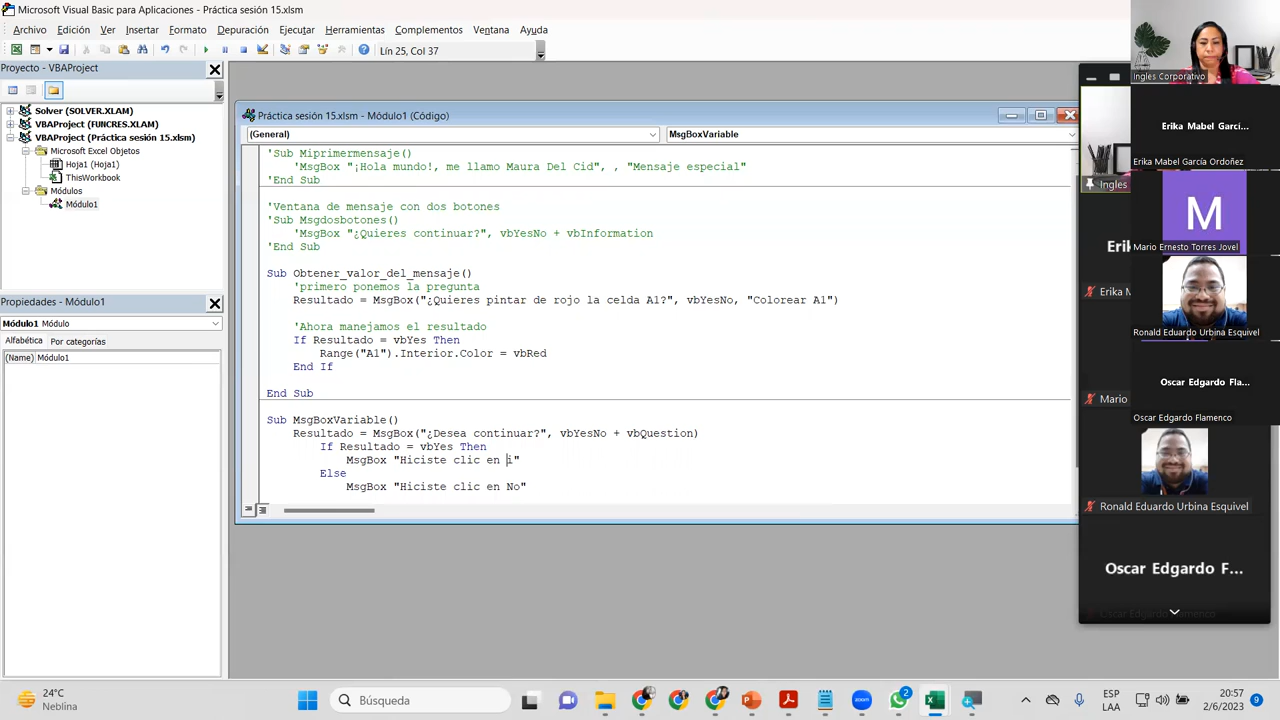 Microsoft Visual Basic para Aplicaciones - Práctica sesión 15.xlsm
Archivo Edición Ver Insertar Formato Depuración Ejecutar Herramientas Complementos Ventana Ayuda
Lín 25, Col 37
Proyecto - VBAProject
Solver (SOLVER.XLAM)
VBAProject (FUNCRES.XLAM)
VBAProject (Práctica sesión 15.xlsm)
Microsoft Excel Objetos
Hoja1 (Hoja1)
ThisWorkbook
Módulos
Módulo1
Propiedades - Módulo1
Módulo1 Módulo
Alfabética Por categorías
(Name) Módulo1
Práctica sesión 15.xlsm - Módulo1 (Código)
(General) MsgBoxVariable
'Sub Miprimermensaje()
'MsgBox "¡Hola mundo!, me llamo Maura Del Cid", , "Mensaje especial"
'End Sub
'Ventana de mensaje con dos botones
'Sub Msgdosbotones()
'MsgBox "¿Quieres continuar?", vbYesNo + vbInformation
'End Sub
Sub Obtener_valor_del_mensaje()
'primero ponemos la pregunta
Resultado = MsgBox("¿Quieres pintar de rojo la celda A1?", vbYesNo, "Colorear A1")
'Ahora manejamos el resultado
If Resultado = vbYes Then
Range("A1").Interior.Color = vbRed
End If
End Sub
Sub MsgBoxVariable()
Resultado = MsgBox("¿Desea continuar?", vbYesNo + vbQuestion)
If Resultado = vbYes Then
MsgBox "Hiciste clic en i"
Else
MsgBox "Hiciste clic en No"
Ingles Corporativo
Erika Mabel Garcí...
Erika Mabel García Ordoñez
Ingles
M
Mario Ernesto Torres Jovel
Erik
Erika M
Ronald Eduardo Urbina Esquivel
Oscar Edgardo Fla...
Mario
Oscar Edgardo Flamenco
Ronald Eduardo Urbina Esquivel
Oscar Edgardo F...
Oscar Edgardo Flamenco
24°C
Neblina
Búsqueda
2
ESP
LAA
20:57
2/6/2023
9